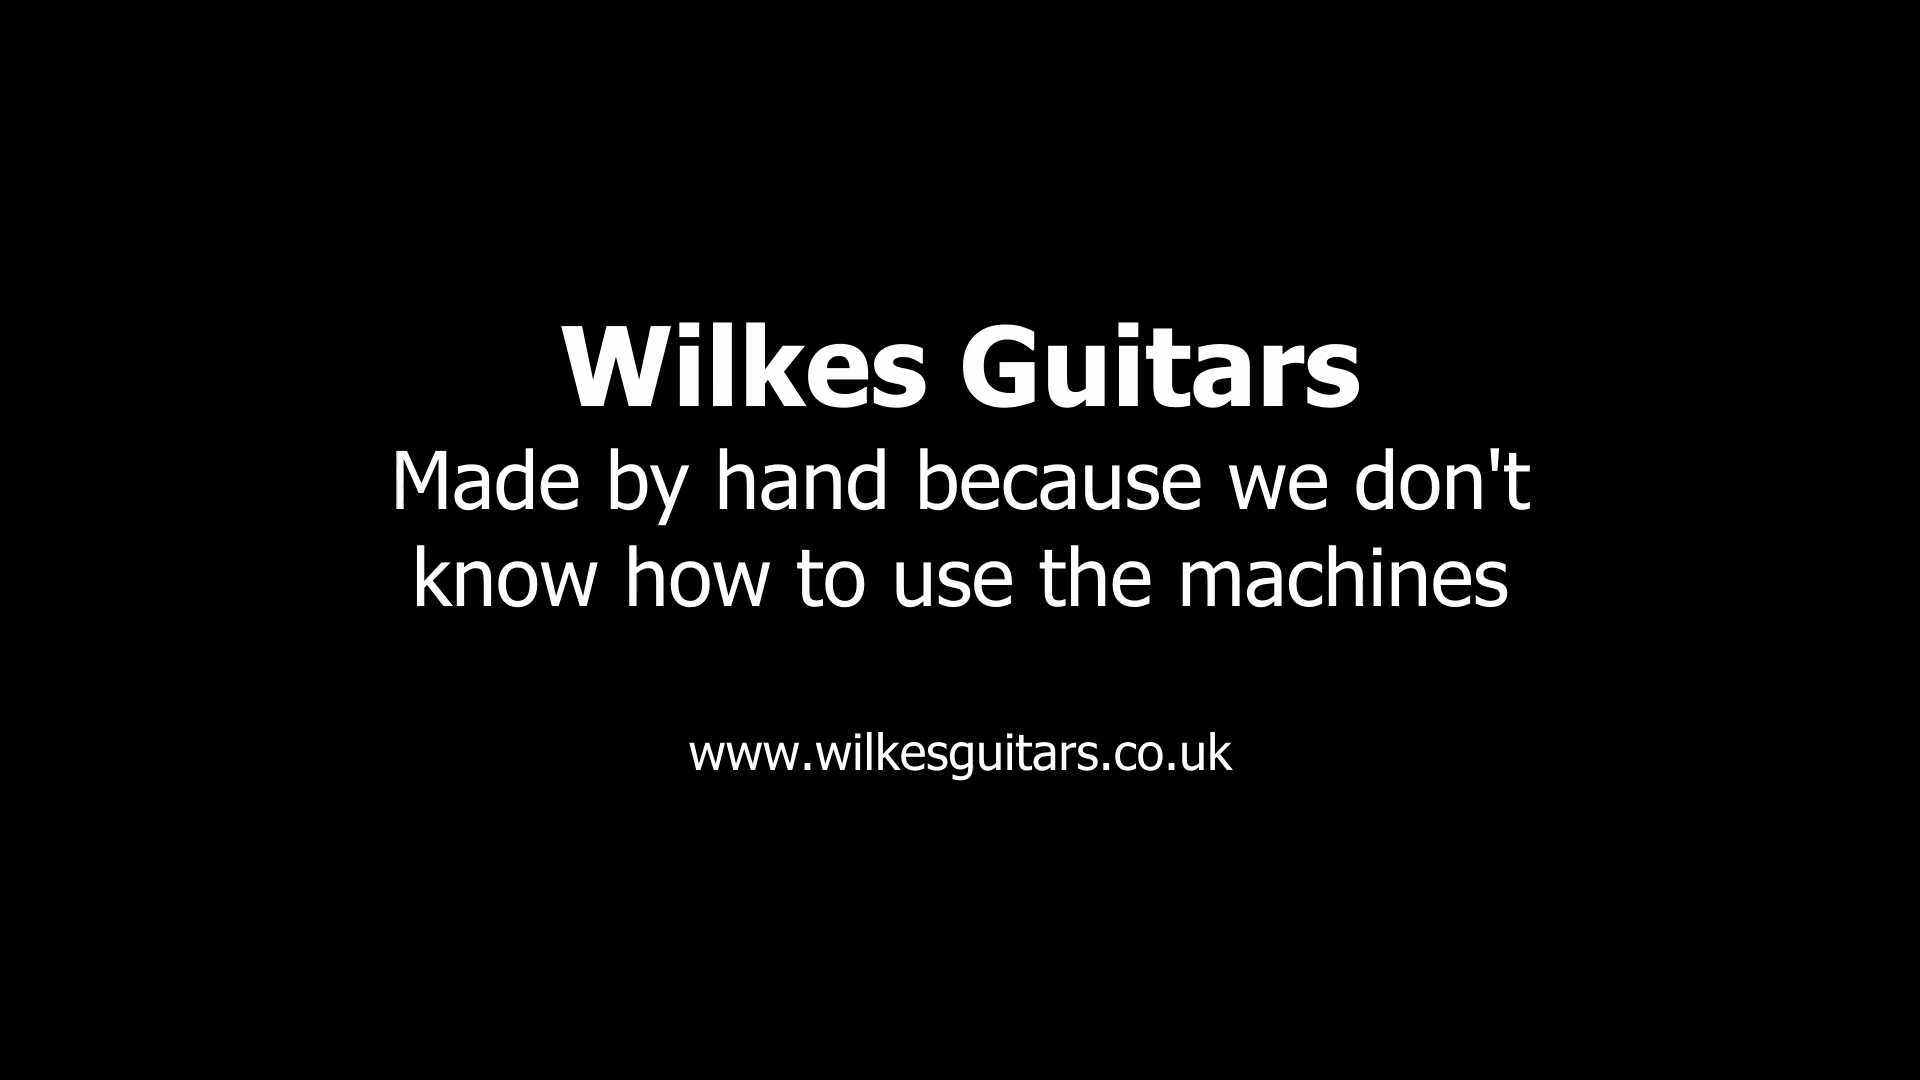 Wilkes Guitars
Made by hand because we don't
know how to use the machines
www.wilkesguitars.co.uk